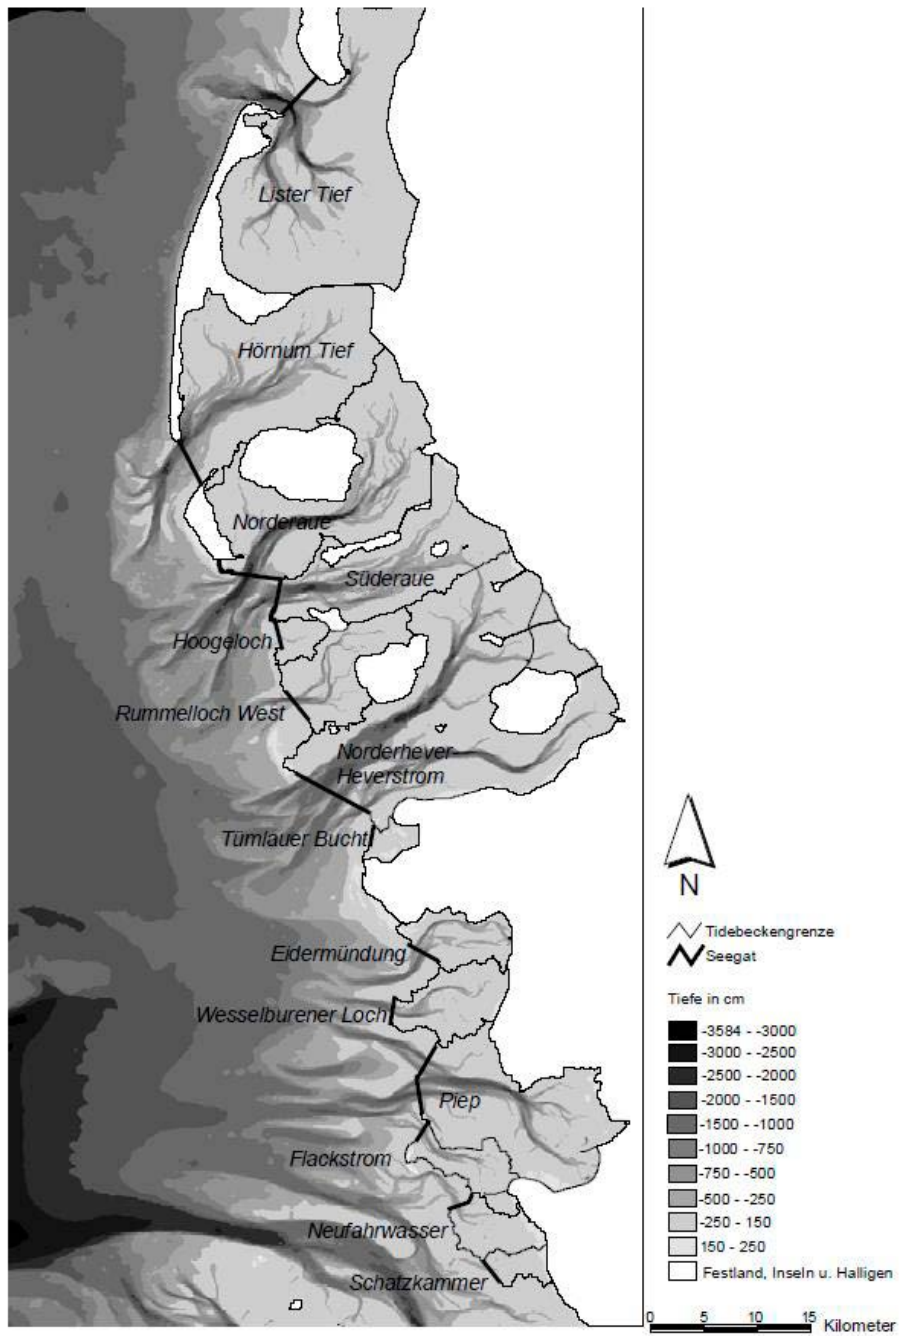 Lister Tief
Hörnum Tief
Norderaue
Süderaue
Hoogeloch
Rummelloch West
Norderhever-
Heverstrom
Tümlauer Bucht
Eidermündung
Wesselburener Loch
Piep
Flackstrom
Neufahrwasser
Schatzkammer
N
Tidebeckengrenze
Seegat
Tiefe in cm
-3584 - -3000
-3000 - -2500
-2500 - -2000
-2000 - -1500
-1500 - -1000
-1000 - -750
-750 - -500
-500 - -250
-250 - 150
150 - 250
Festland, Inseln u. Halligen
0 5 10 15 Kilometer